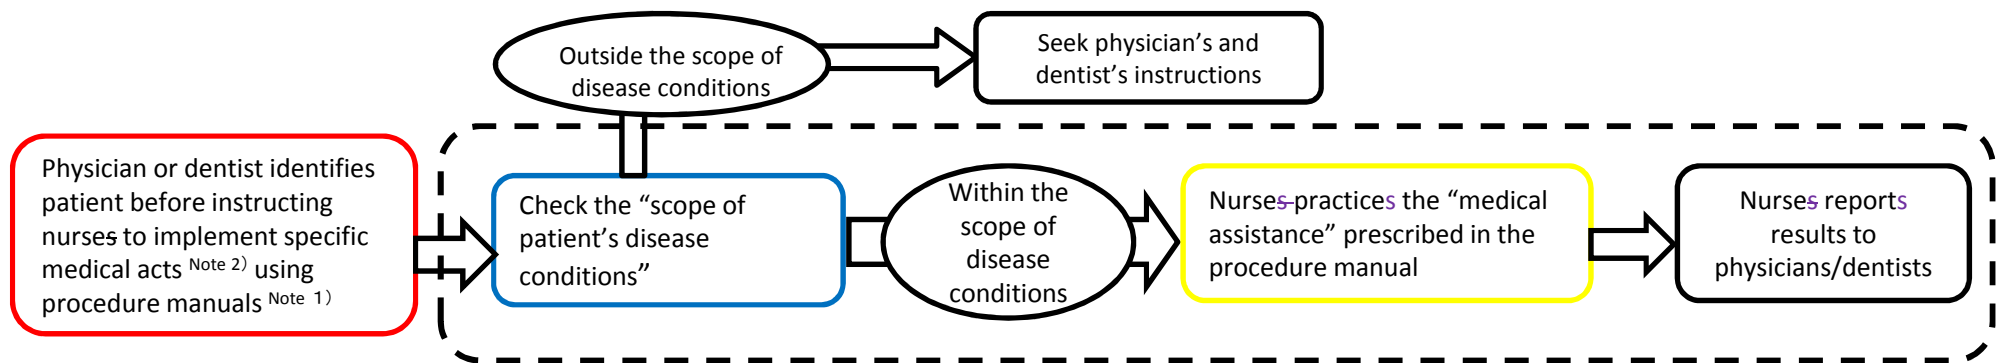 Outside the scope of
disease conditions
Seek physician’s and
dentist’s instructions
Physician or dentist identifies
patient before instructing
nurses to implement specific
medical acts Note 2) using
procedure manuals Note 1)
Check the “scope of
patient’s disease
conditions”
Within the
scope of
disease
conditions
Nurses practices the “medical
assistance” prescribed in the
procedure manual
Nurses reports
results to
physicians/dentists